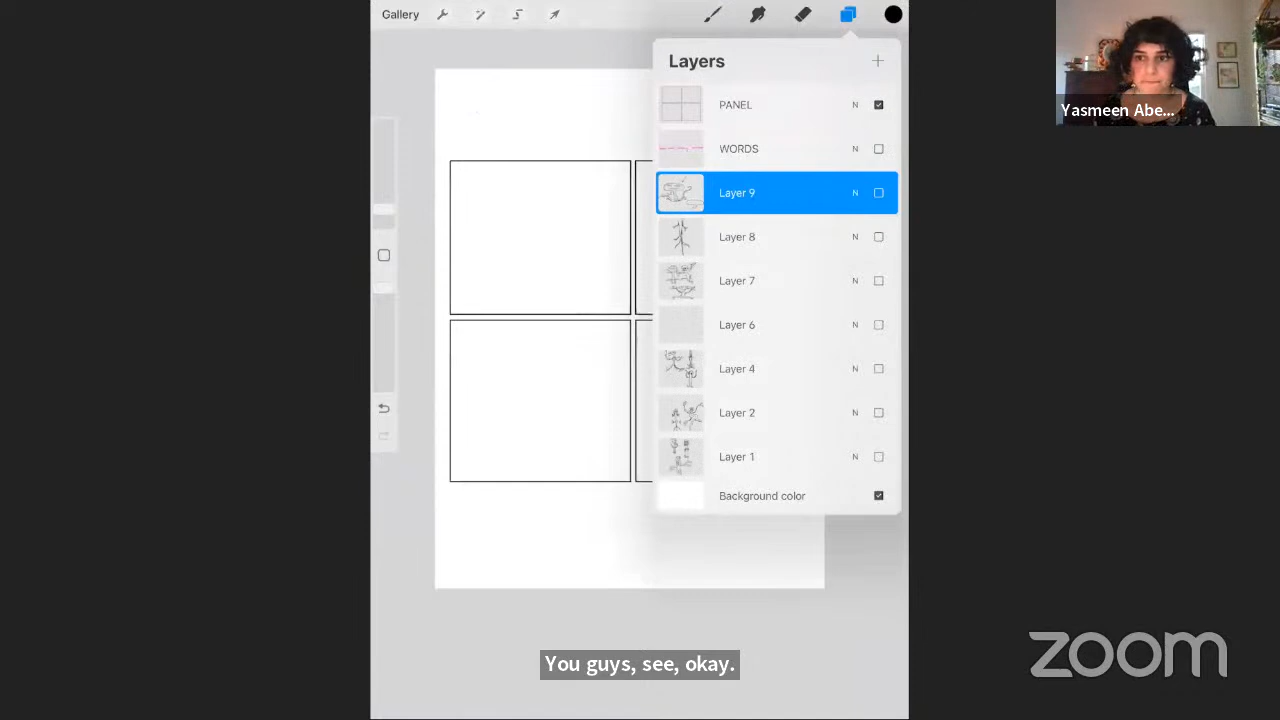 Gallery
Layers
PANEL N
WORDS N
Layer 9 N
Layer 8 N
Layer 7 N
Layer 6 N
Layer 4 N
Layer 2 N
Layer 1 N
Background color
Yasmeen Abe...
You guys, see, okay.
zoom